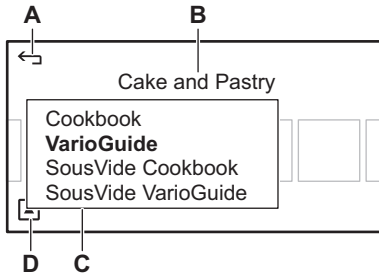 A
B
Cake and Pastry
Cookbook
VarioGuide
SousVide Cookbook
SousVide VarioGuide
D
C